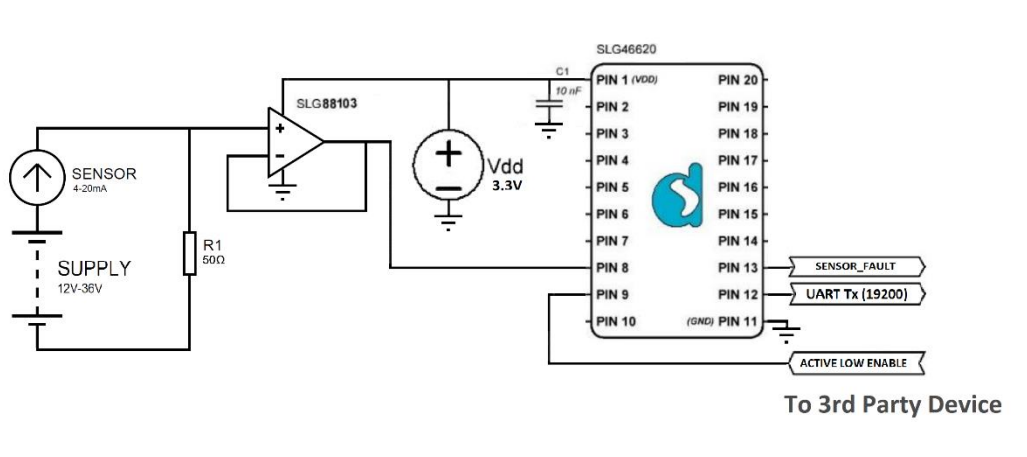 SLG46620
C1
10 nF
SLG88103
+
-
SENSOR
4-20mA
SUPPLY
12V-36V
R1
50Ω
+
Vdd
3.3V
PIN 1 (VDD)
PIN 2
PIN 3
PIN 4
PIN 5
PIN 6
PIN 7
PIN 8
PIN 9
PIN 10
PIN 20
PIN 19
PIN 18
PIN 17
PIN 16
PIN 15
PIN 14
PIN 13
PIN 12
(GND) PIN 11
SENSOR_FAULT
UART Tx (19200)
ACTIVE LOW ENABLE
To 3rd Party Device